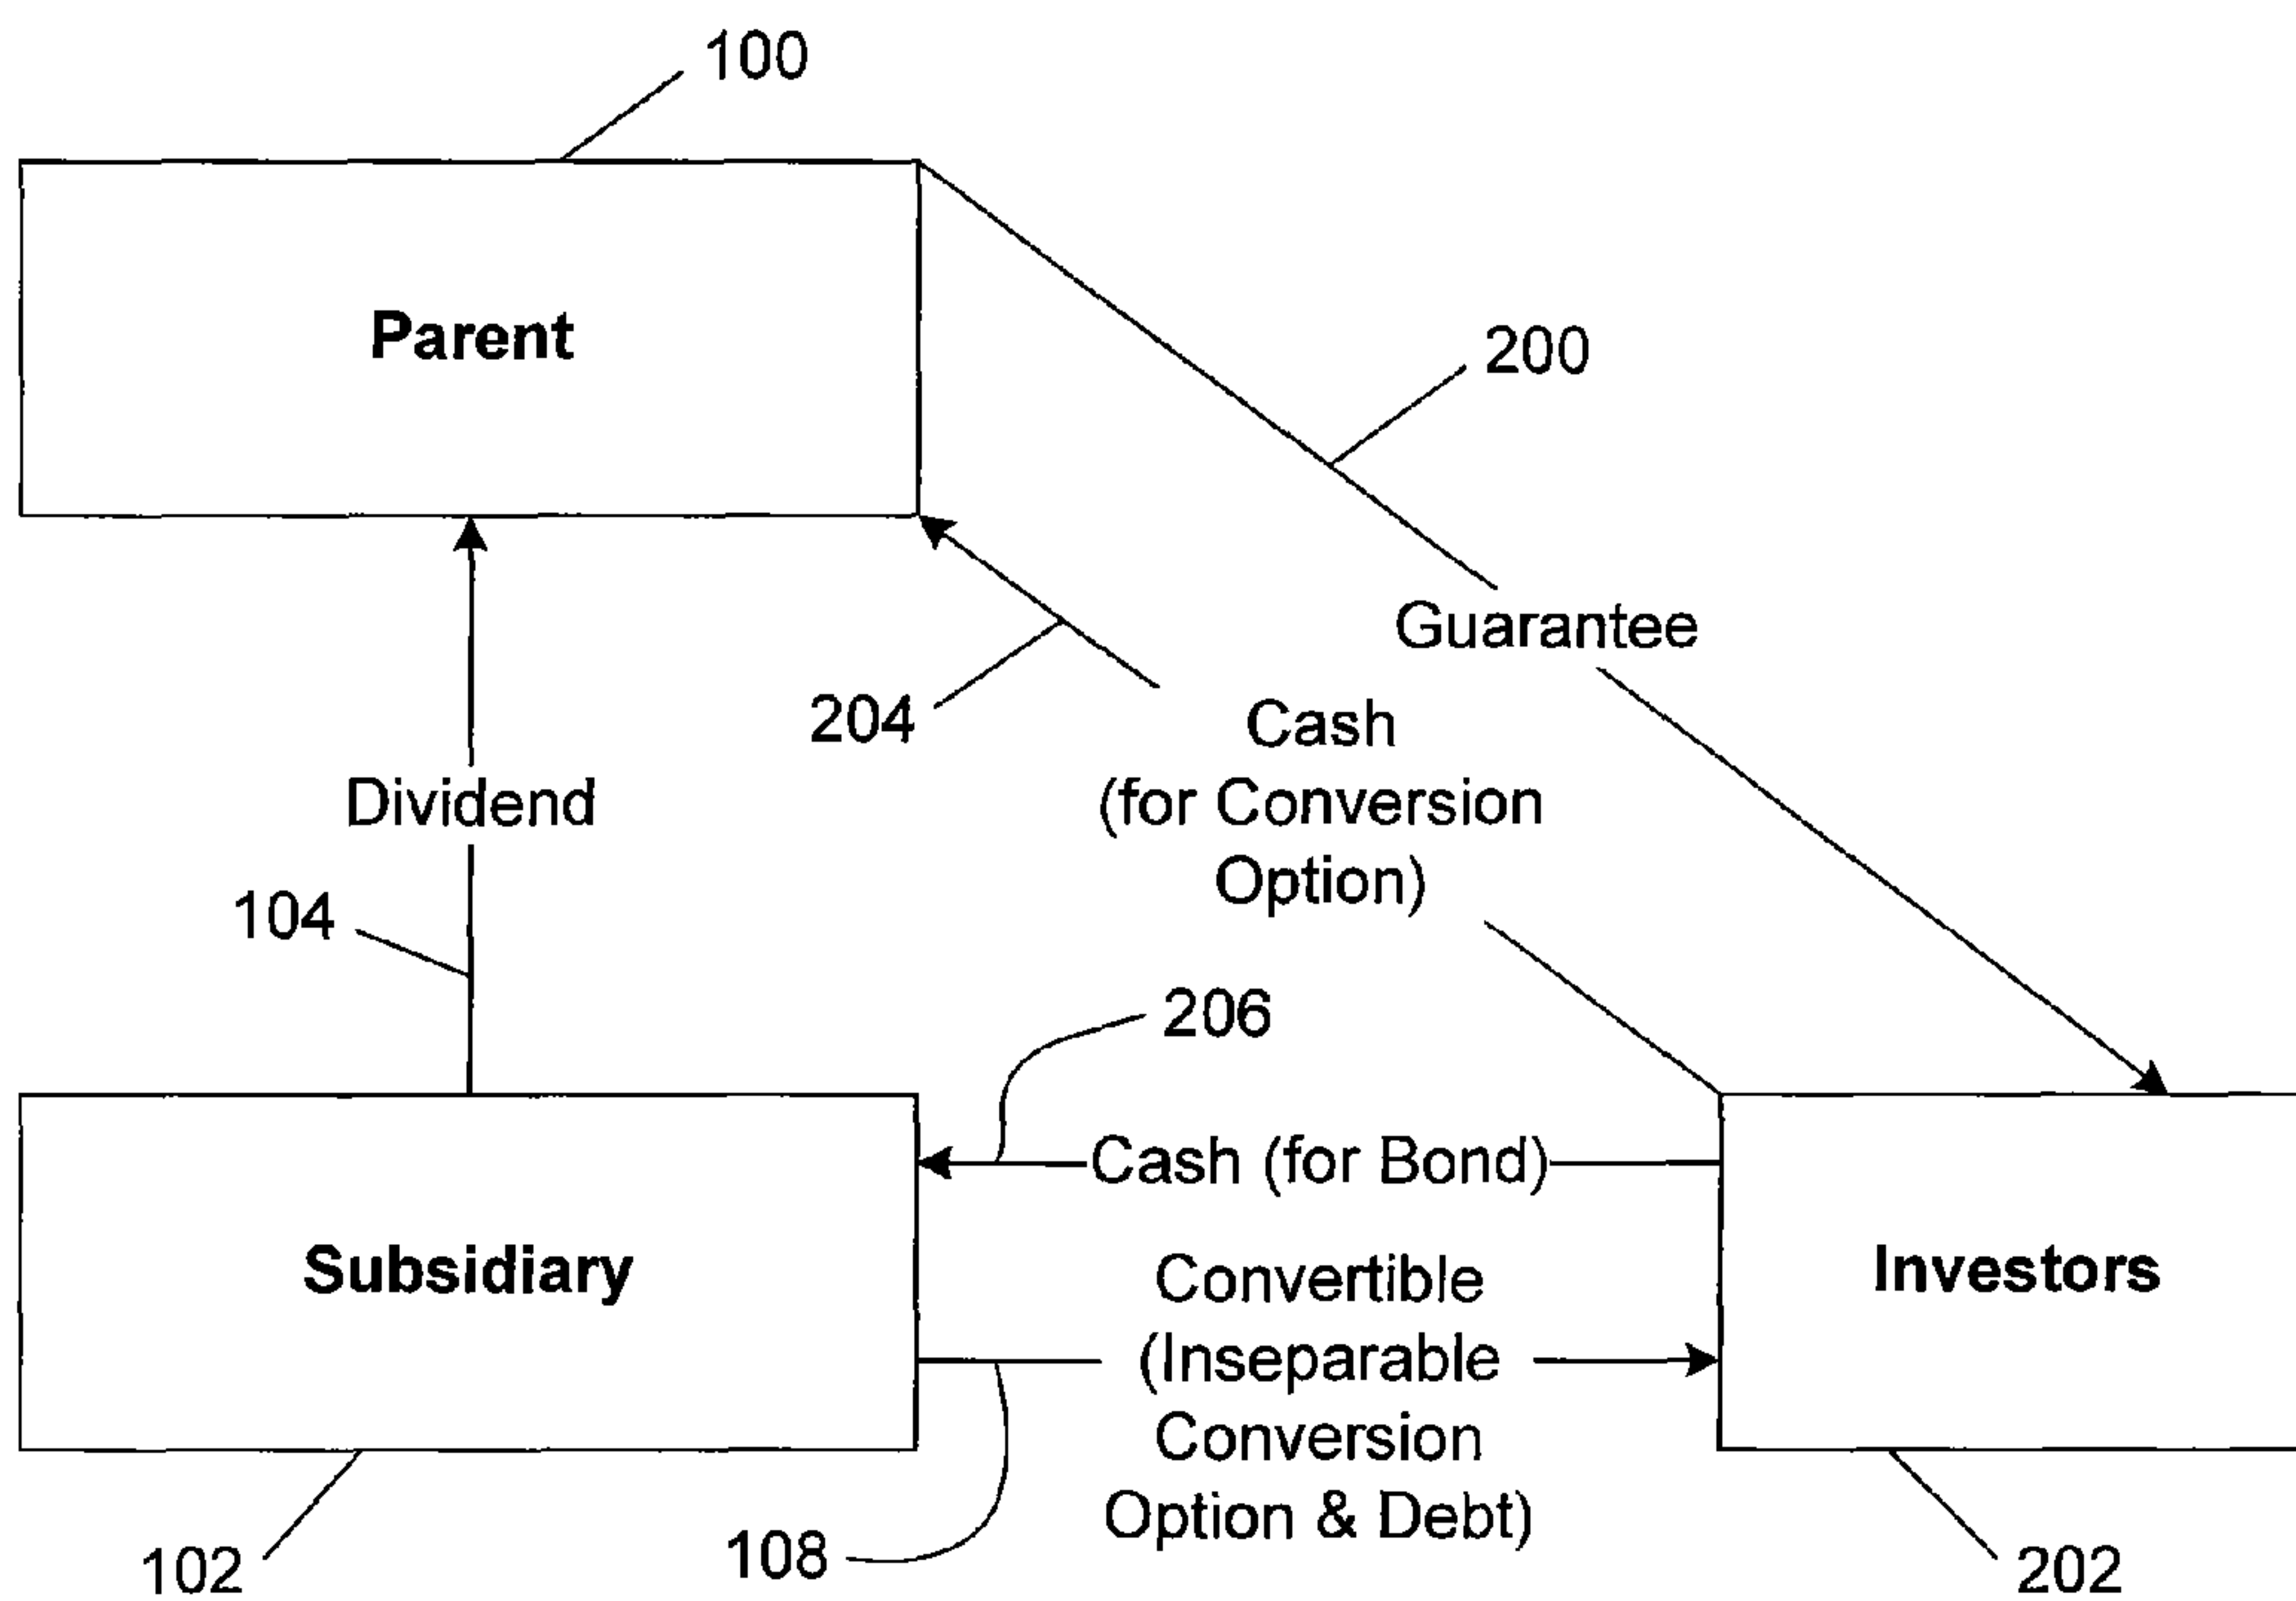 100
Parent
200
Guarantee
204
Cash
(for Conversion
Option)
Dividend
104
206
Cash (for Bond)
Subsidiary
Convertible
(Inseparable
Conversion
Option & Debt)
Investors
102
108
202